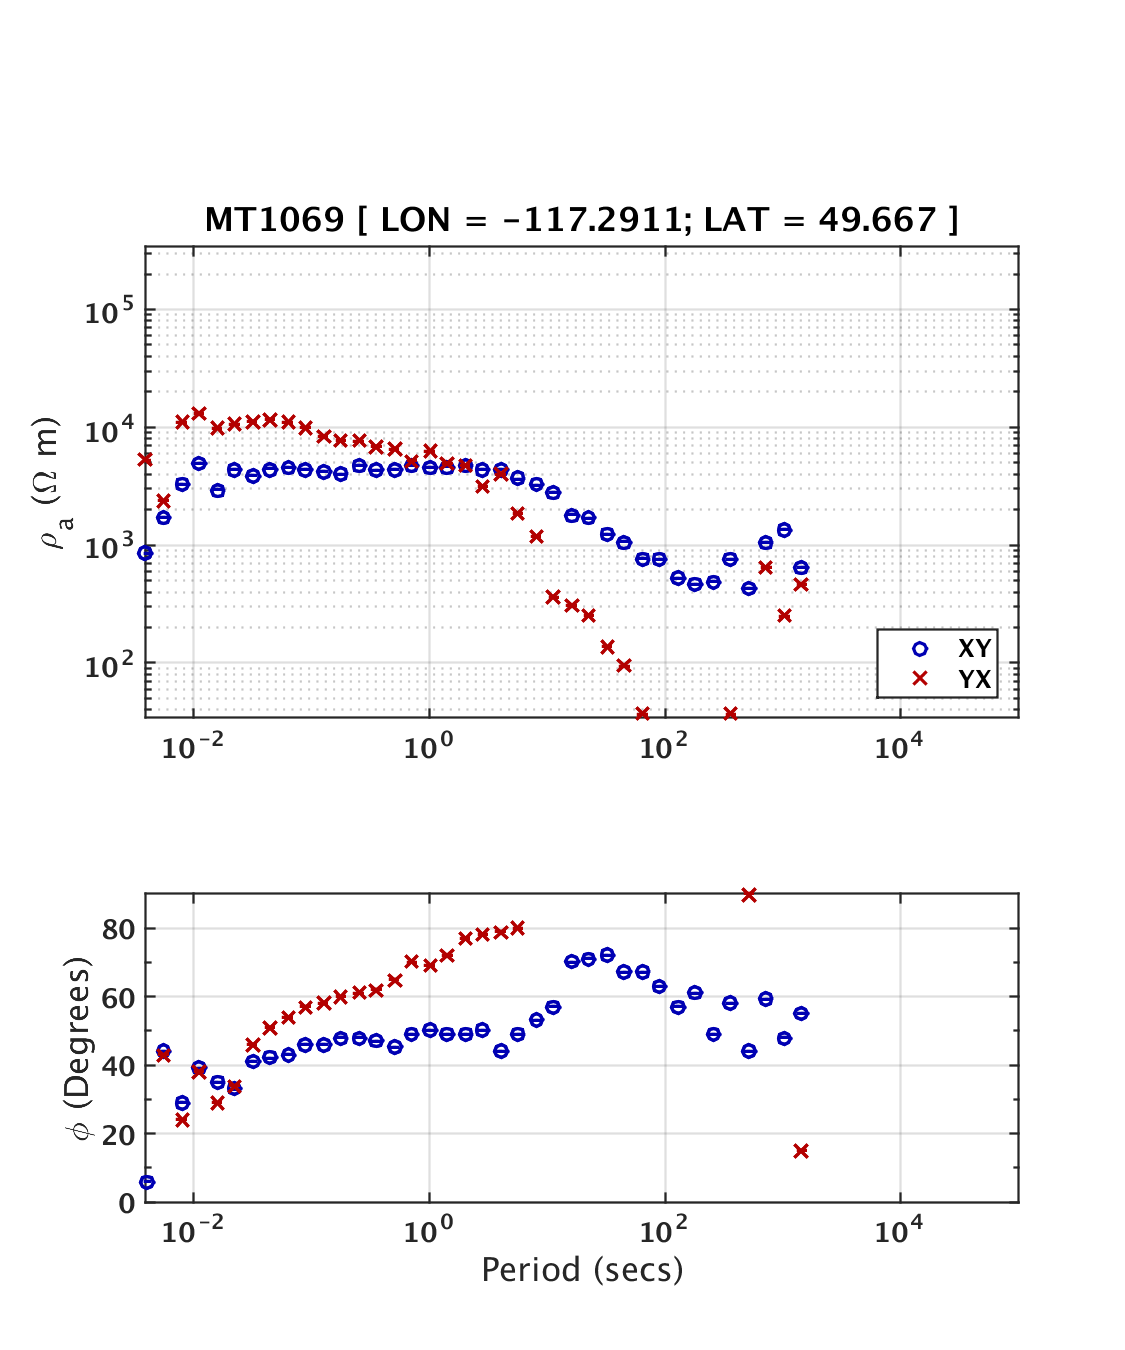 MT1069 [ LON = -117.2911; LAT = 49.667 ]
ρa (Ω m)
10^5
10^4
10^3
10^2
XY
YX
10^-2 10^0 10^2 10^4
ϕ (Degrees)
80
60
40
20
0
10^-2 10^0 10^2 10^4
Period (secs)